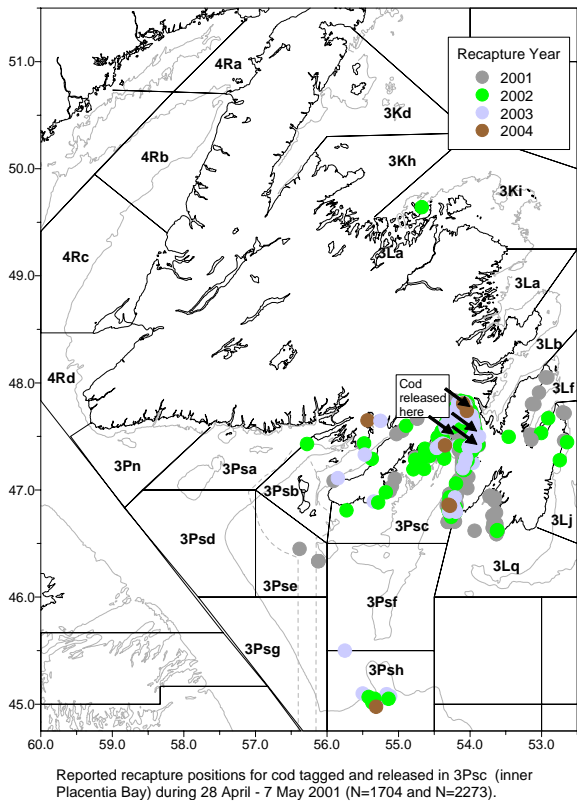 51.0
50.0
49.0
48.0
47.0
46.0
45.0
60.0 59.0 58.0 57.0 56.0 55.0 54.0 53.0
Recapture Year
2001
2002
2003
2004
4Ra
3Kd
4Rb
3Kh
3Ki
4Rc
3La
3La
3Lb
4Rd
3Lf
Cod
released
here
3Pn
3Psa
3Psb
3Psc
3Lj
3Psd
3Lq
3Pse
3Psf
3Psg
3Psh
Reported recapture positions for cod tagged and released in 3Psc (inner
Placentia Bay) during 28 April - 7 May 2001 (N=1704 and N=2273).